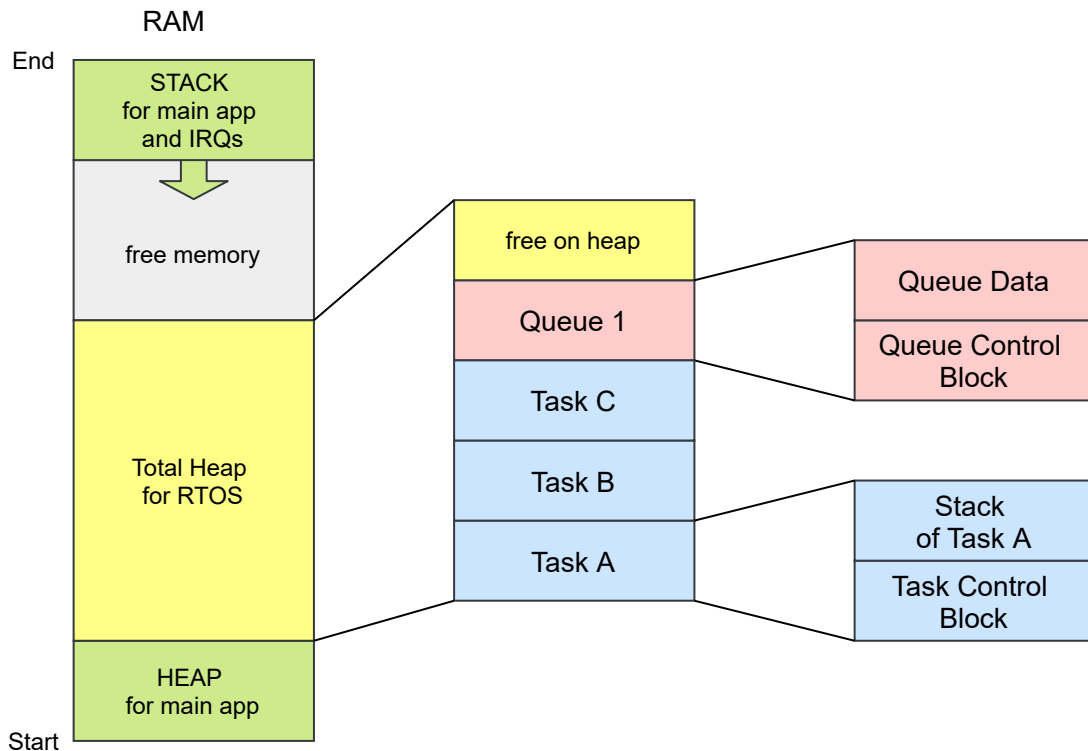 RAM
End
STACK
for main app
and IRQs
free memory
Total Heap
for RTOS
HEAP
for main app
Start
free on heap
Queue 1
Task C
Task B
Task A
Queue Data
Queue Control
Block
Stack
of Task A
Task Control
Block